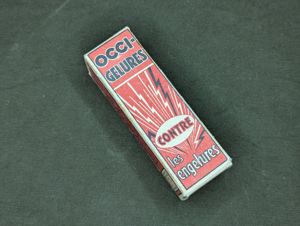 OCCI-
GELURES
CONTRE
les
engelures